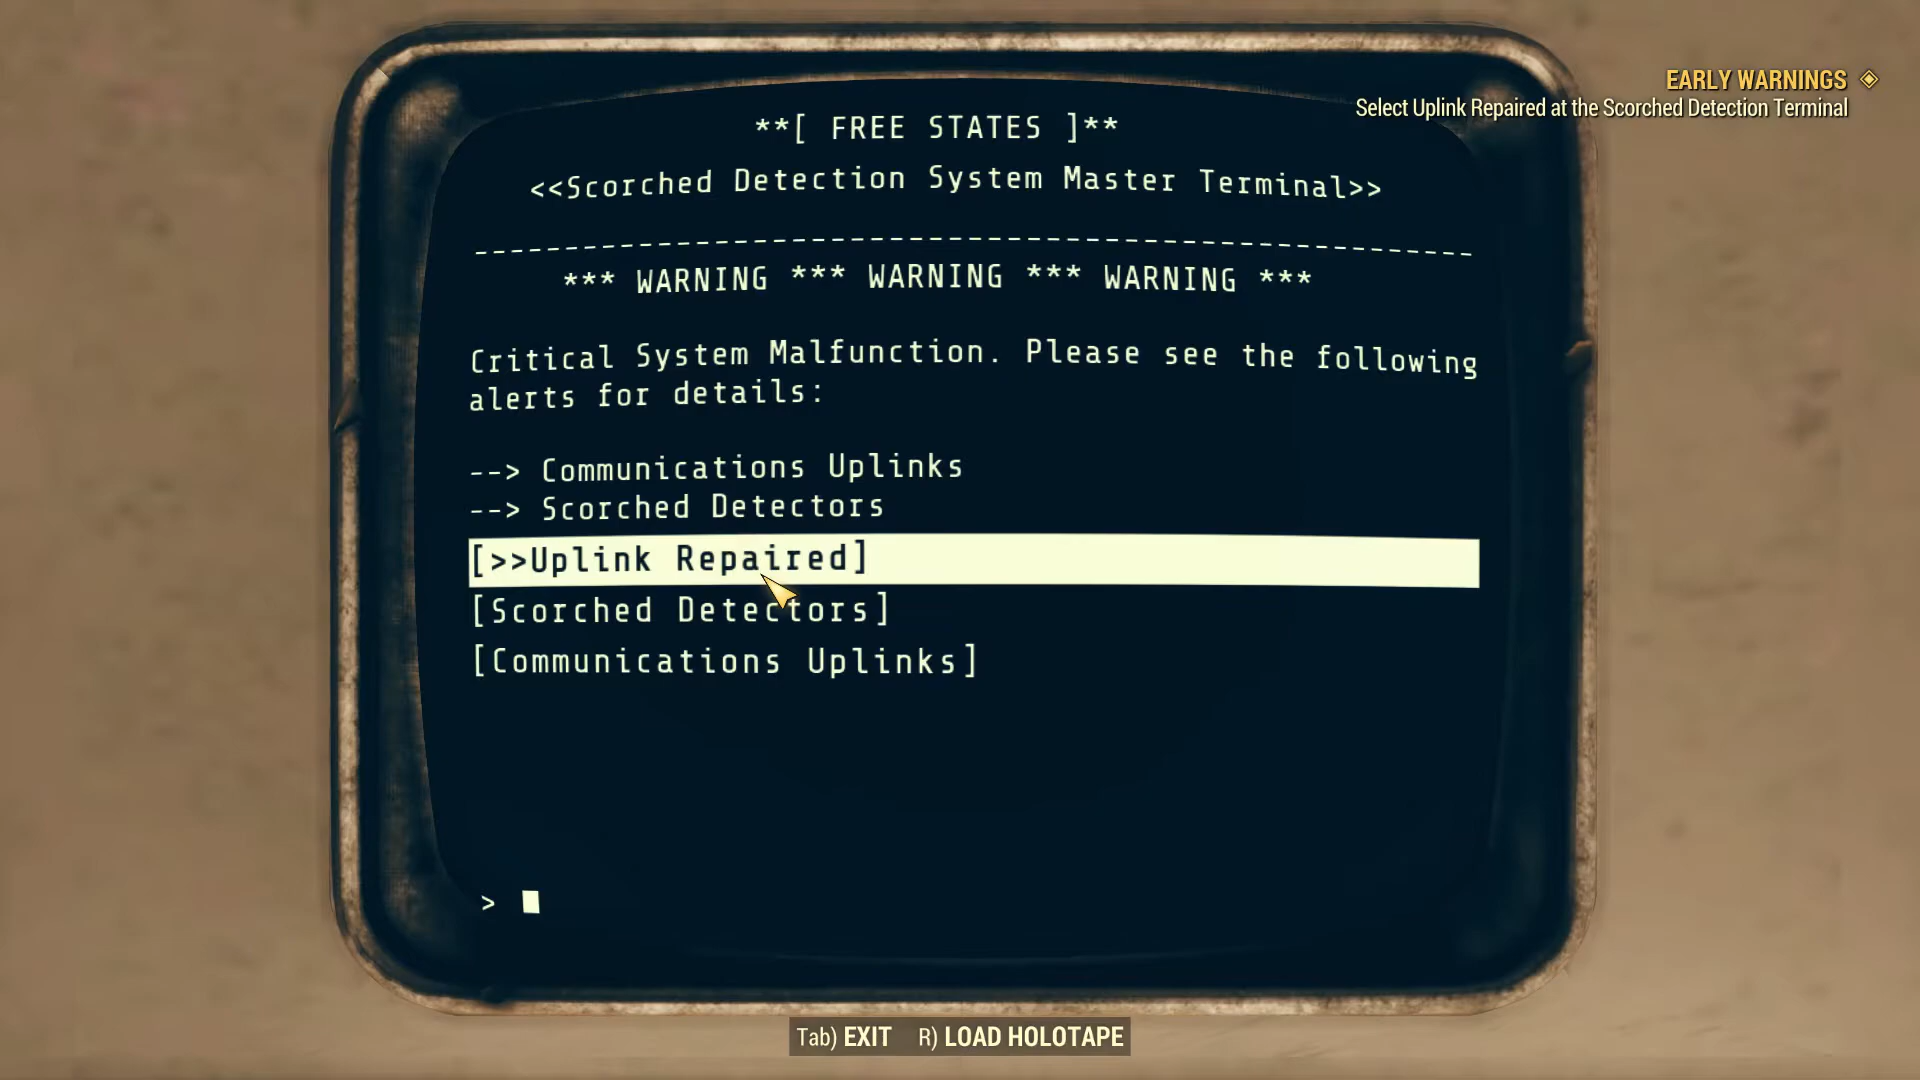 EARLY WARNINGS
Select Uplink Repaired at the Scorched Detection Terminal
**[ FREE STATES ]**
<<Scorched Detection System Master Terminal>>
*** WARNING *** WARNING *** WARNING ***
Critical System Malfunction. Please see the following
alerts for details:
--> Communications Uplinks
--> Scorched Detectors
[>>Uplink Repaired]
[Scorched Detectors]
[Communications Uplinks]
>
Tab) EXIT R) LOAD HOLOTAPE